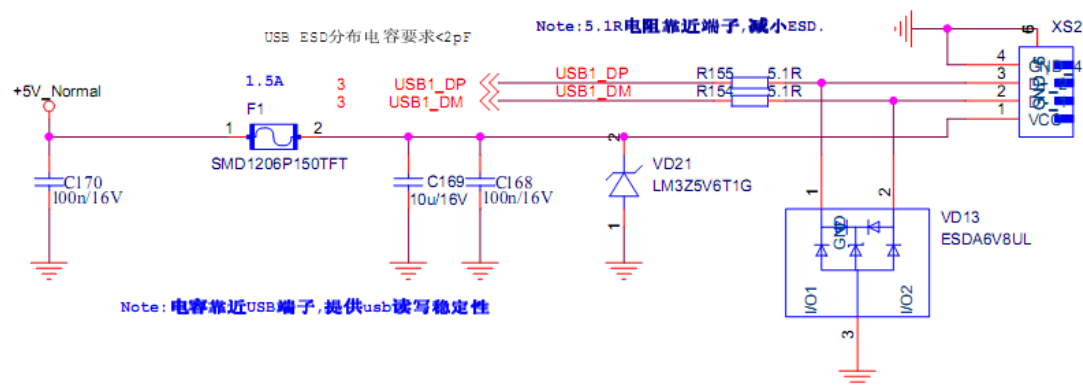 Note:5.1R电阻靠近端子,减小ESD.
USB ESD分布电容要求<2pF
XS2
6
+5V_Normal
1.5A
F1
1
2
SMD1206P150TFT
3
3
USB1_DP
USB1_DM
USB1_DP
USB1_DM
R155
5.1R
R154
5.1R
4
3
2
1
VCC
C170
100n/16V
C169
10u/16V
C168
100n/16V
2
VD21
LM3Z5V6T1G
1
1
2
VD13
ESDA6V8UL
GND
I/O1
I/O2
3
Note:电容靠近USB端子,提供usb读写稳定性